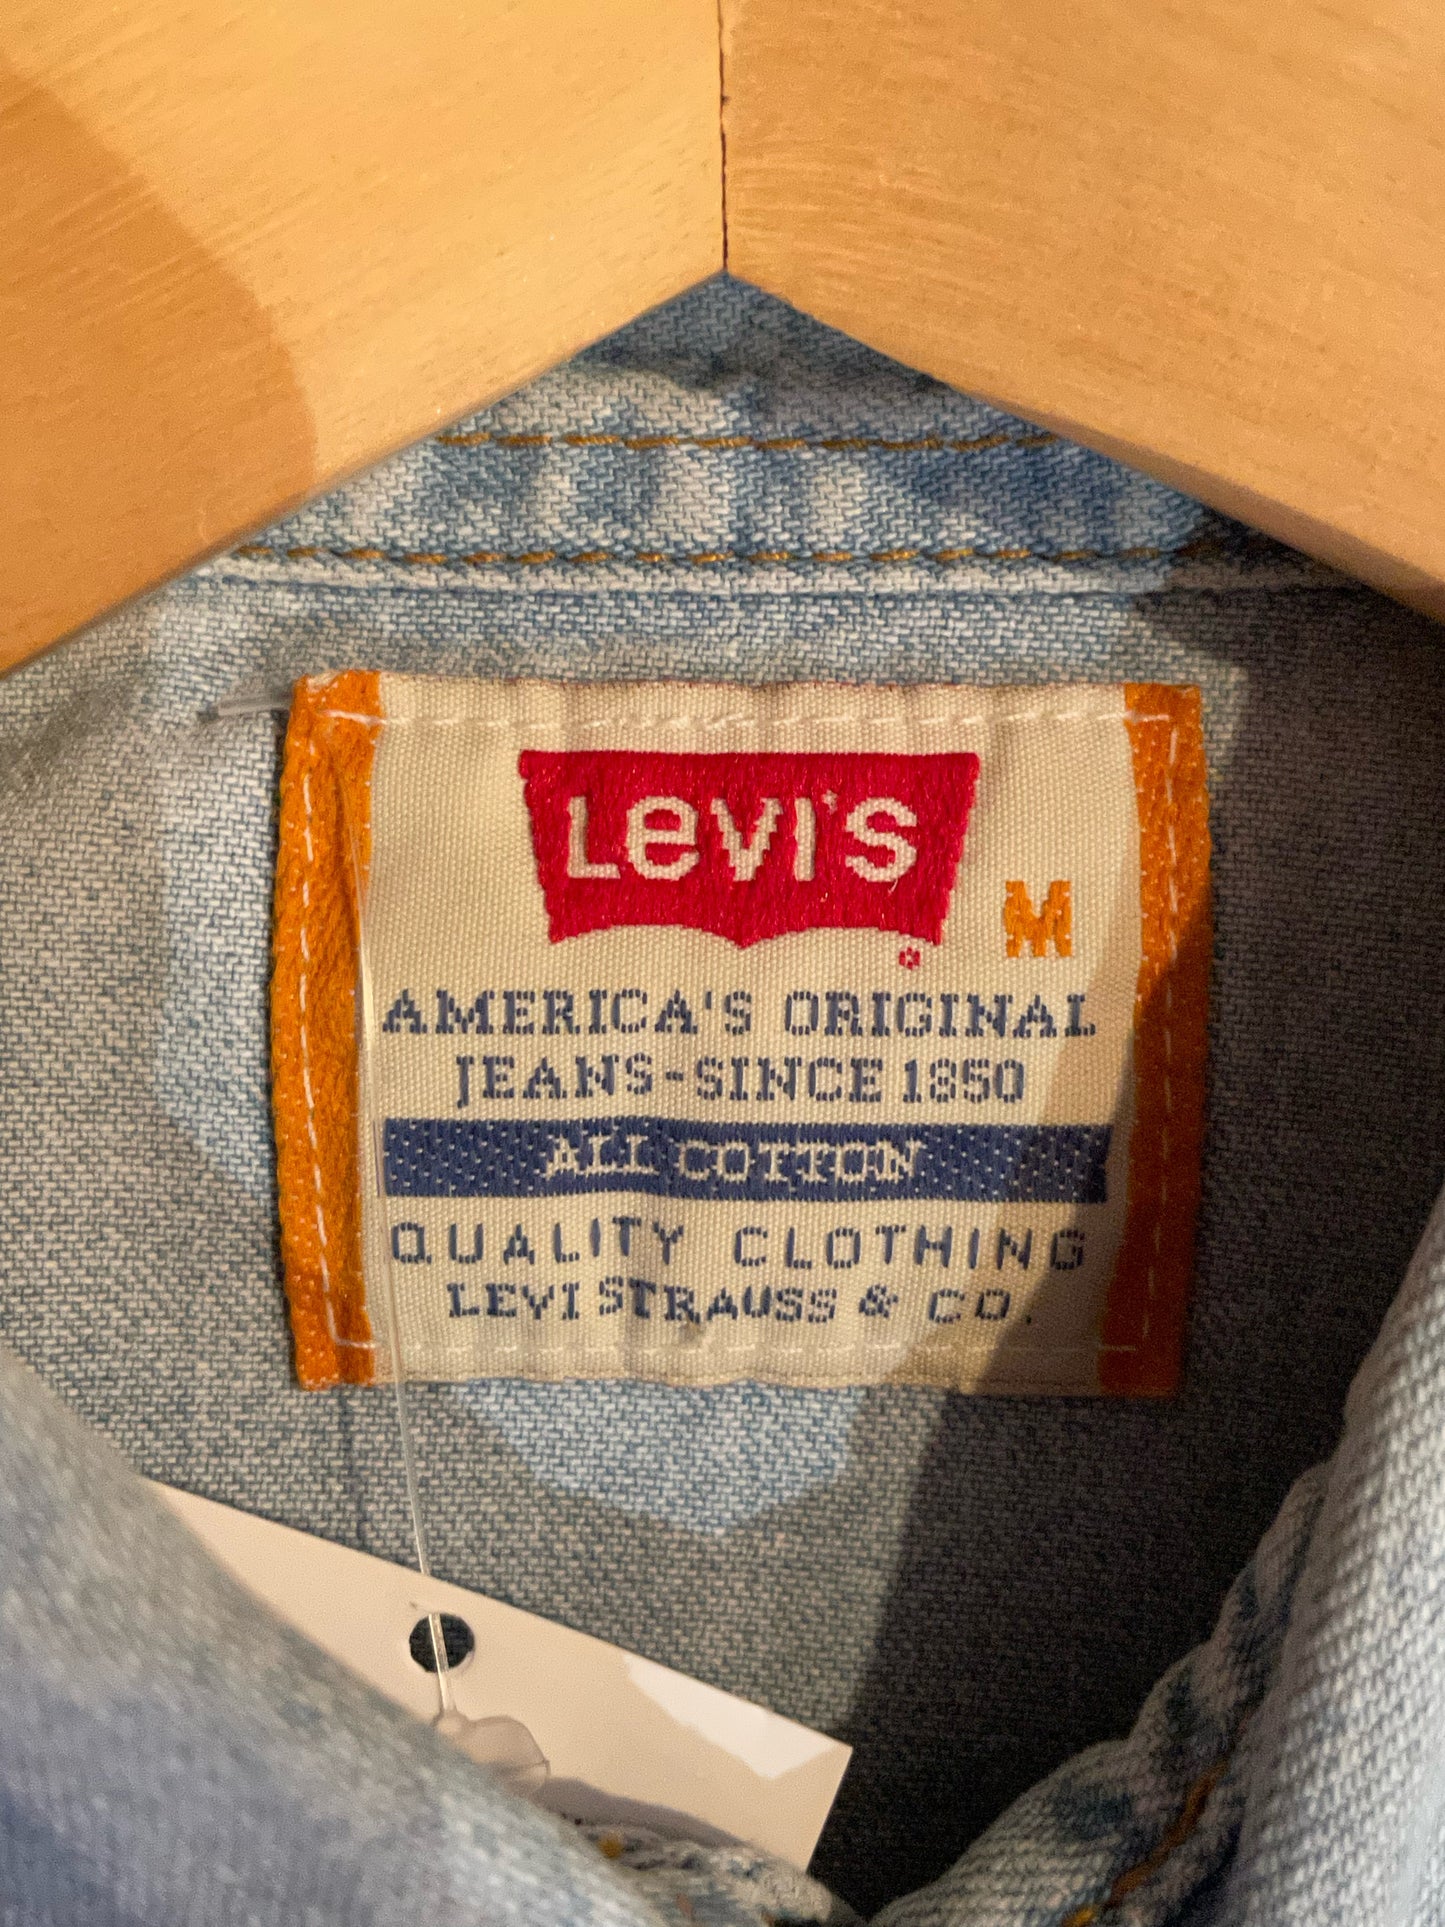 LEVI'S
M
AMERICA'S ORIGINAL
JEANS-SINCE 1850
ALL COTTON
QUALITY CLOTHING
LEVI STRAUSS & CO.